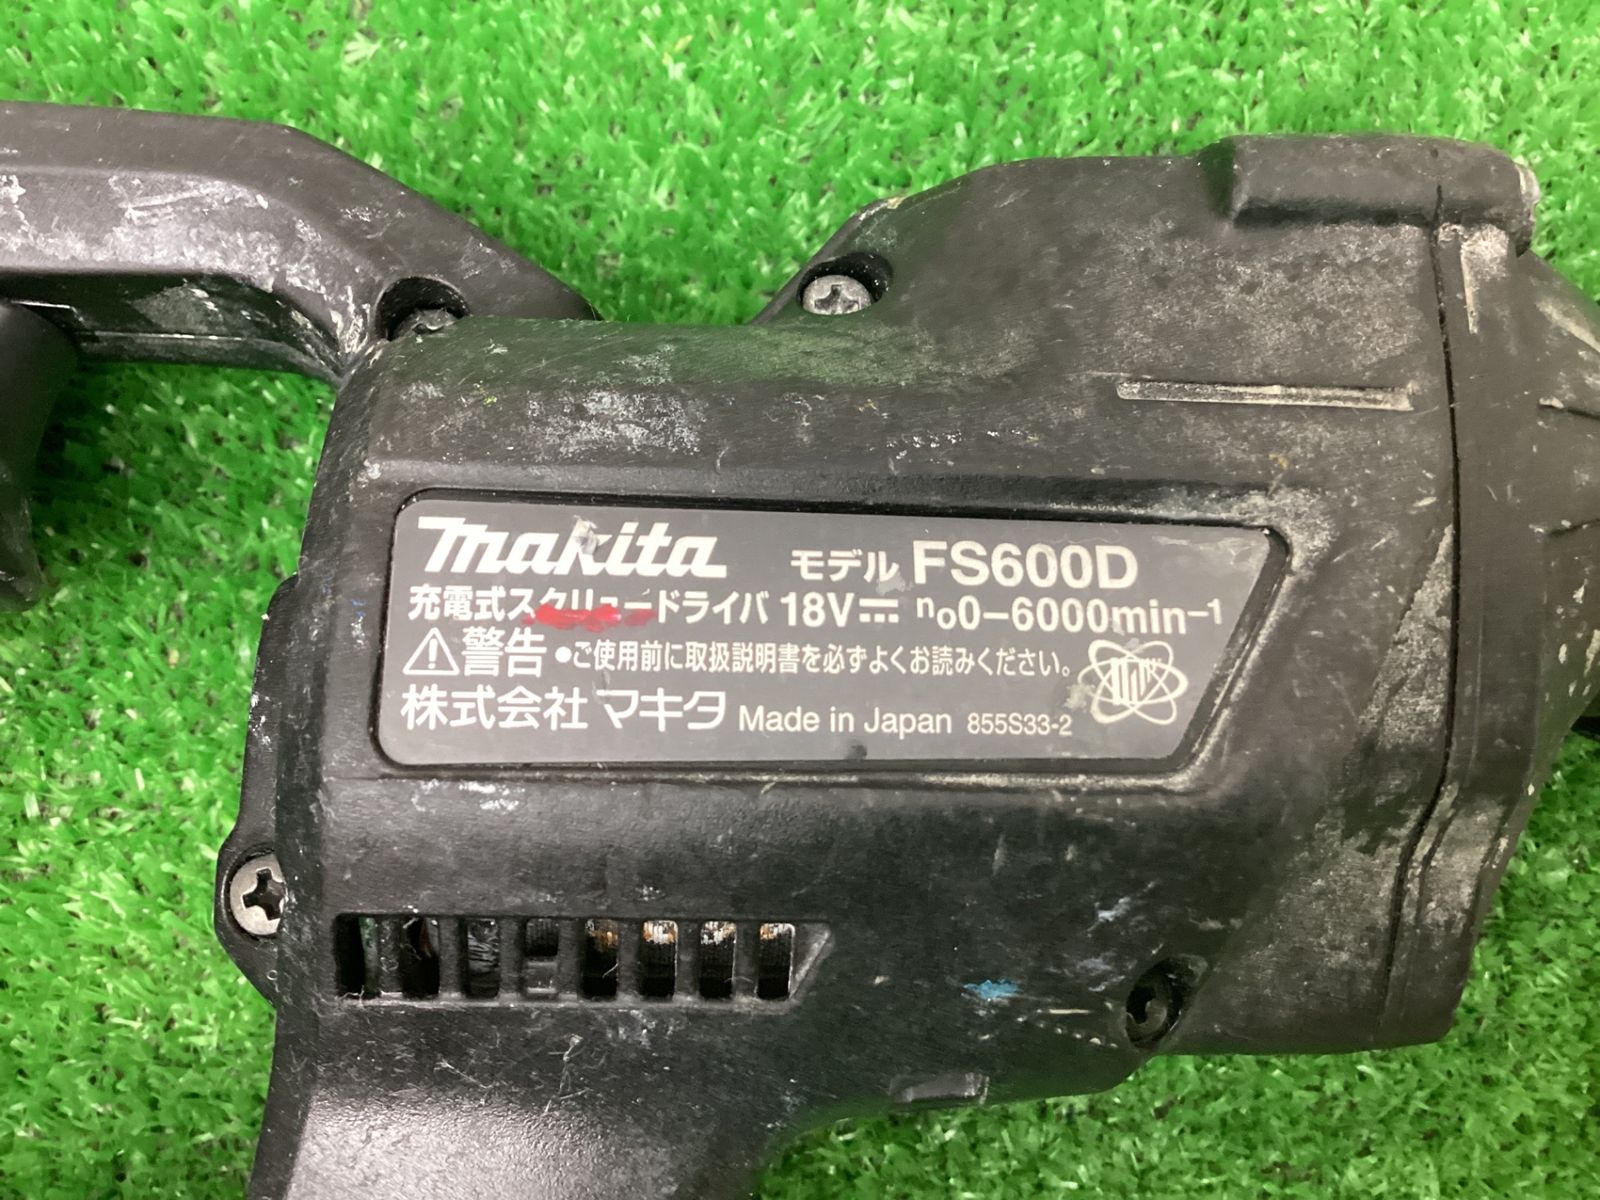 makita モデル FS600D
充電式スクリュードライバ 18V⎓ n₀0–6000min⁻¹
⚠警告 ●ご使用前に取扱説明書を必ずよくお読みください。
株式会社マキタ Made in Japan 855S33-2